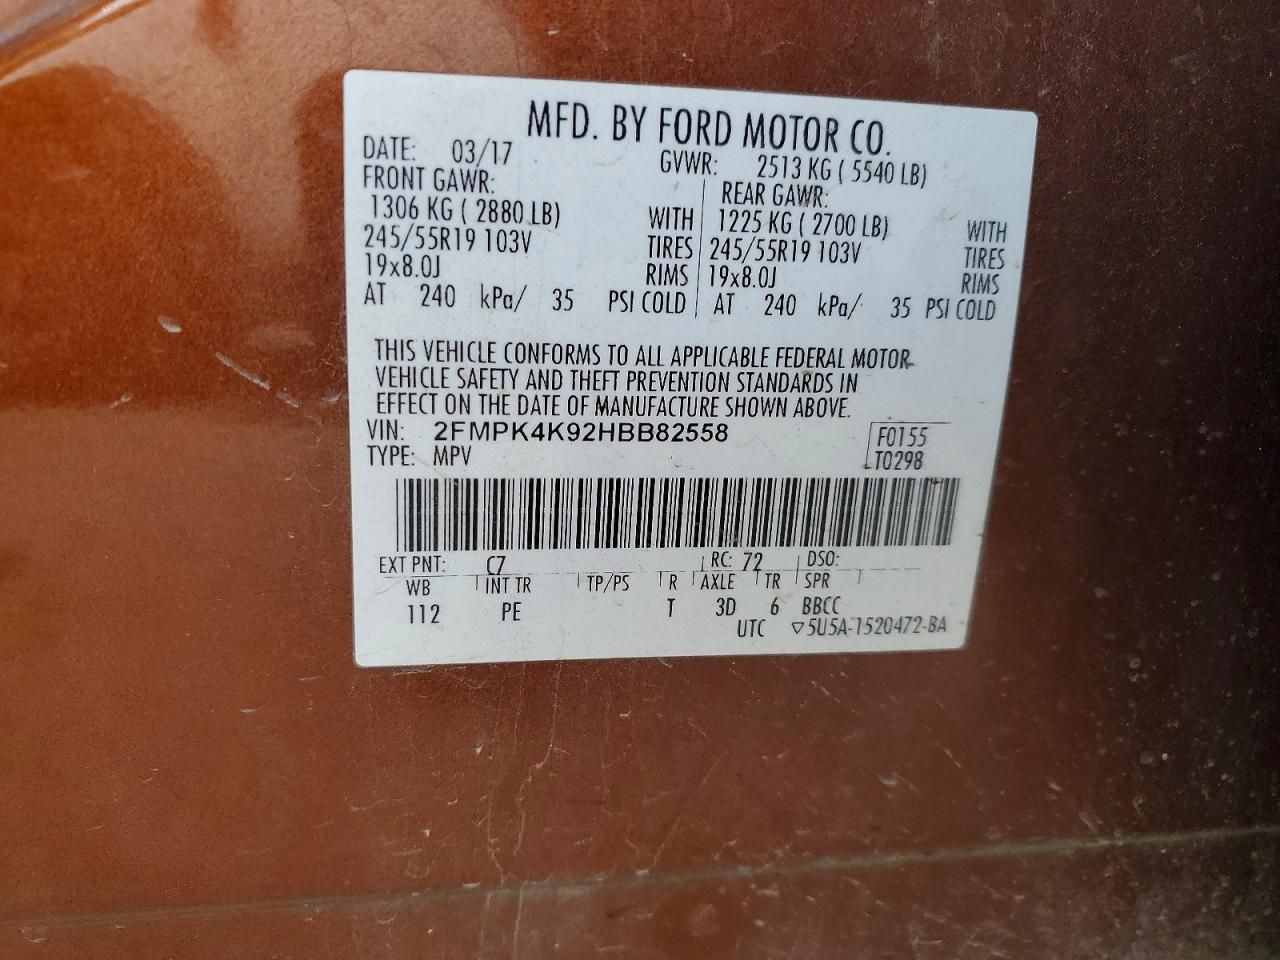 MFD. BY FORD MOTOR CO.
DATE: 03/17 GVWR: 2513 KG ( 5540 LB)
FRONT GAWR: REAR GAWR:
1306 KG ( 2880 LB) WITH 1225 KG ( 2700 LB) WITH
245/55R19 103V TIRES 245/55R19 103V TIRES
19x8.0J RIMS 19x8.0J RIMS
AT 240 kPa/ 35 PSI COLD AT 240 kPa/ 35 PSI COLD
THIS VEHICLE CONFORMS TO ALL APPLICABLE FEDERAL MOTOR
VEHICLE SAFETY AND THEFT PREVENTION STANDARDS IN
EFFECT ON THE DATE OF MANUFACTURE SHOWN ABOVE.
VIN: 2FMPK4K92HBB82558 F0155
TYPE: MPV T0298
EXT PNT: C7 RC: 72 DSO:
WB INT TR TP/PS R AXLE TR SPR
112 PE T 3D 6 BBCC
UTC ▽5U5A-1520472-BA